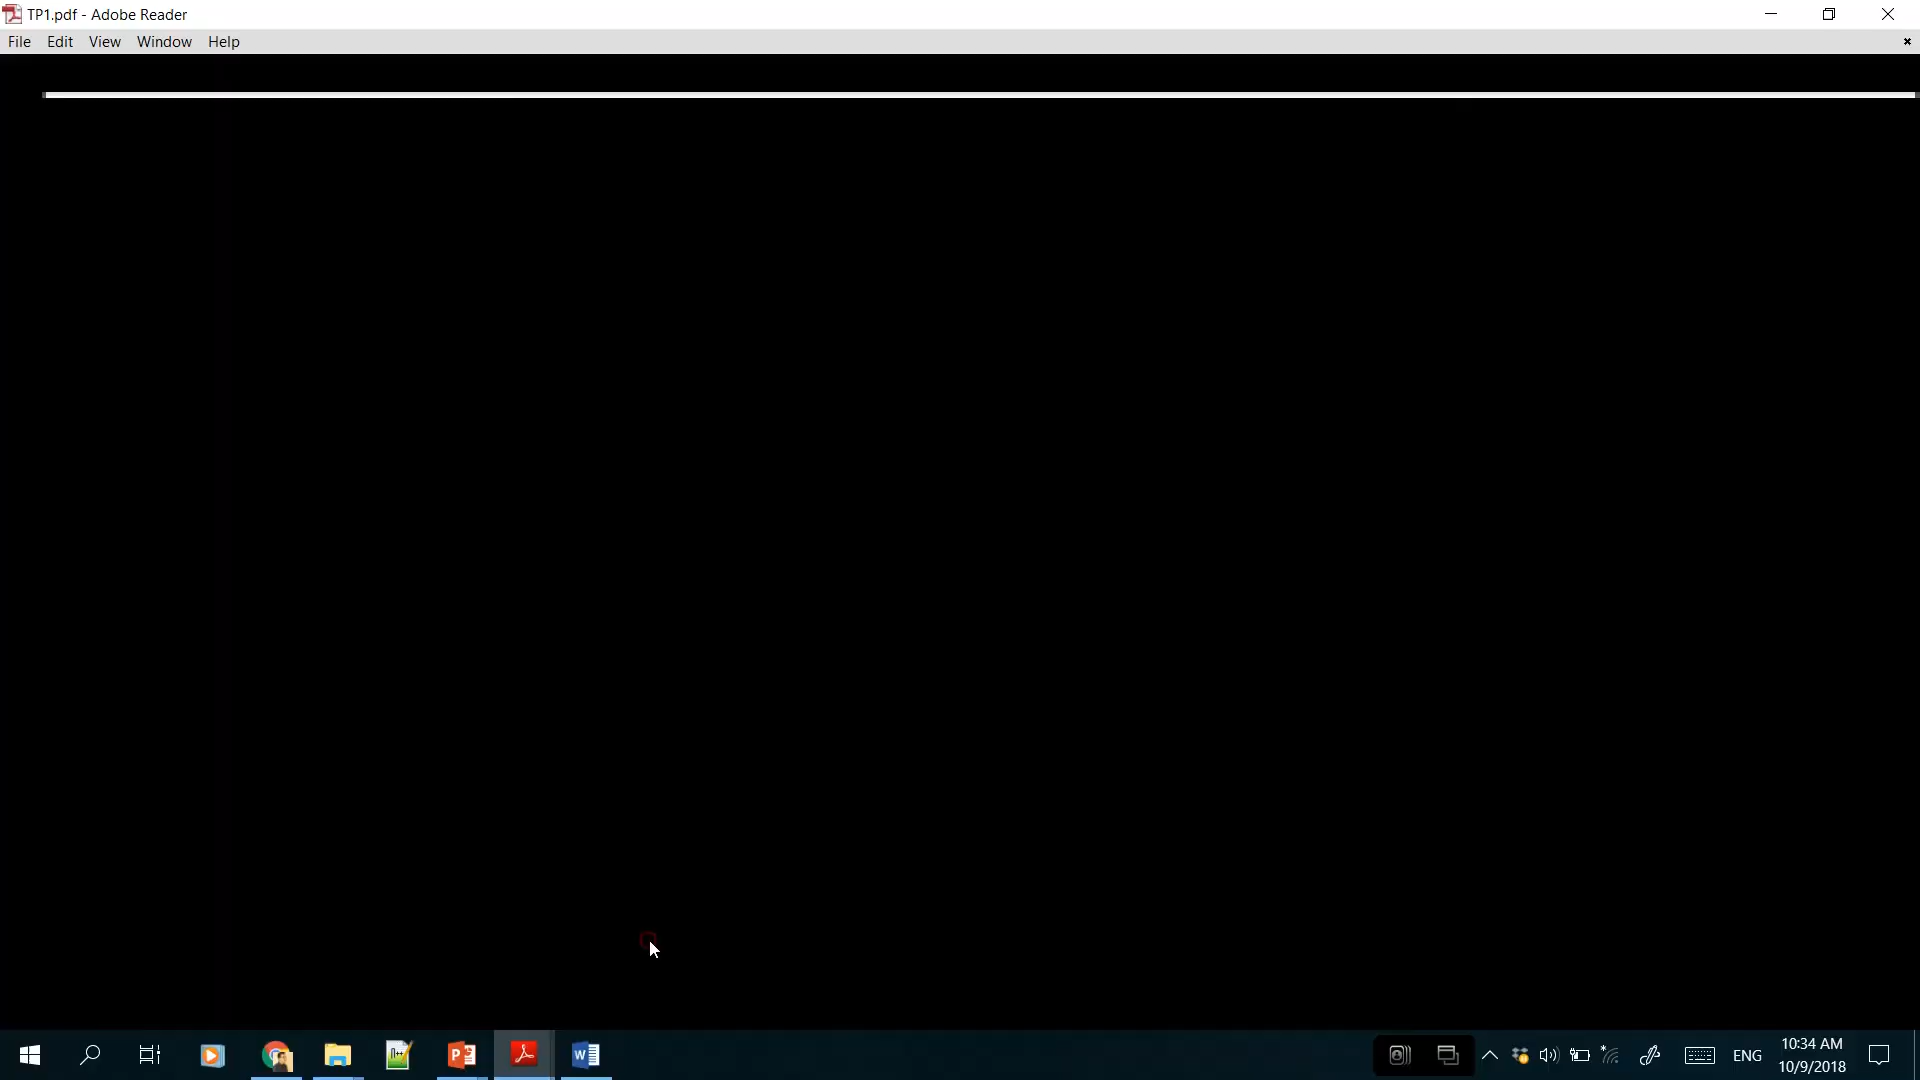 TP1.pdf - Adobe Reader
File Edit View Window Help
ENG
10:34 AM
10/9/2018